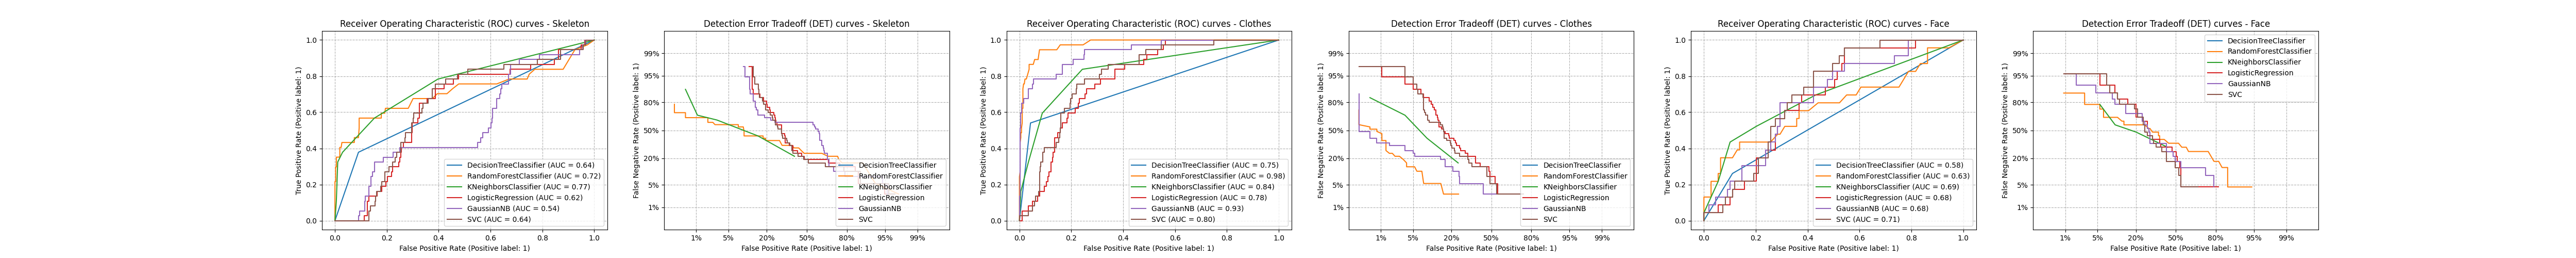 Receiver Operating Characteristic (ROC) curves - Skeleton
True Positive Rate (Positive label: 1)
1.0
0.8
0.6
0.4
0.2
0.0
DecisionTreeClassifier (AUC = 0.64)
RandomForestClassifier (AUC = 0.72)
KNeighborsClassifier (AUC = 0.77)
LogisticRegression (AUC = 0.62)
GaussianNB (AUC = 0.54)
SVC (AUC = 0.64)
0.0 0.2 0.4 0.6 0.8 1.0
False Positive Rate (Positive label: 1)
Detection Error Tradeoff (DET) curves - Skeleton
False Negative Rate (Positive label: 1)
99%
95%
80%
50%
20%
5%
1%
DecisionTreeClassifier
RandomForestClassifier
KNeighborsClassifier
LogisticRegression
GaussianNB
SVC
1% 5% 20% 50% 80% 95% 99%
False Positive Rate (Positive label: 1)
Receiver Operating Characteristic (ROC) curves - Clothes
True Positive Rate (Positive label: 1)
1.0
0.8
0.6
0.4
0.2
0.0
DecisionTreeClassifier (AUC = 0.75)
RandomForestClassifier (AUC = 0.98)
KNeighborsClassifier (AUC = 0.84)
LogisticRegression (AUC = 0.78)
GaussianNB (AUC = 0.93)
SVC (AUC = 0.80)
0.0 0.2 0.4 0.6 0.8 1.0
False Positive Rate (Positive label: 1)
Detection Error Tradeoff (DET) curves - Clothes
False Negative Rate (Positive label: 1)
99%
95%
80%
50%
20%
5%
1%
DecisionTreeClassifier
RandomForestClassifier
KNeighborsClassifier
LogisticRegression
GaussianNB
SVC
1% 5% 20% 50% 80% 95% 99%
False Positive Rate (Positive label: 1)
Receiver Operating Characteristic (ROC) curves - Face
True Positive Rate (Positive label: 1)
1.0
0.8
0.6
0.4
0.2
0.0
DecisionTreeClassifier (AUC = 0.58)
RandomForestClassifier (AUC = 0.63)
KNeighborsClassifier (AUC = 0.69)
LogisticRegression (AUC = 0.68)
GaussianNB (AUC = 0.68)
SVC (AUC = 0.71)
0.0 0.2 0.4 0.6 0.8 1.0
False Positive Rate (Positive label: 1)
Detection Error Tradeoff (DET) curves - Face
False Negative Rate (Positive label: 1)
99%
95%
80%
50%
20%
5%
1%
DecisionTreeClassifier
RandomForestClassifier
KNeighborsClassifier
LogisticRegression
GaussianNB
SVC
1% 5% 20% 50% 80% 95% 99%
False Positive Rate (Positive label: 1)